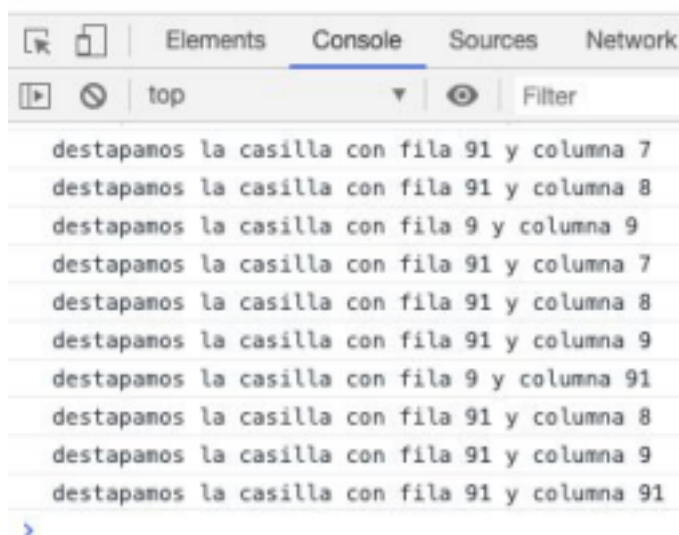 Elements Console Sources Network
top Filter
destapamos la casilla con fila 91 y columna 7
destapamos la casilla con fila 91 y columna 8
destapamos la casilla con fila 9 y columna 9
destapamos la casilla con fila 91 y columna 7
destapamos la casilla con fila 91 y columna 8
destapamos la casilla con fila 91 y columna 9
destapamos la casilla con fila 9 y columna 91
destapamos la casilla con fila 91 y columna 8
destapamos la casilla con fila 91 y columna 9
destapamos la casilla con fila 91 y columna 91